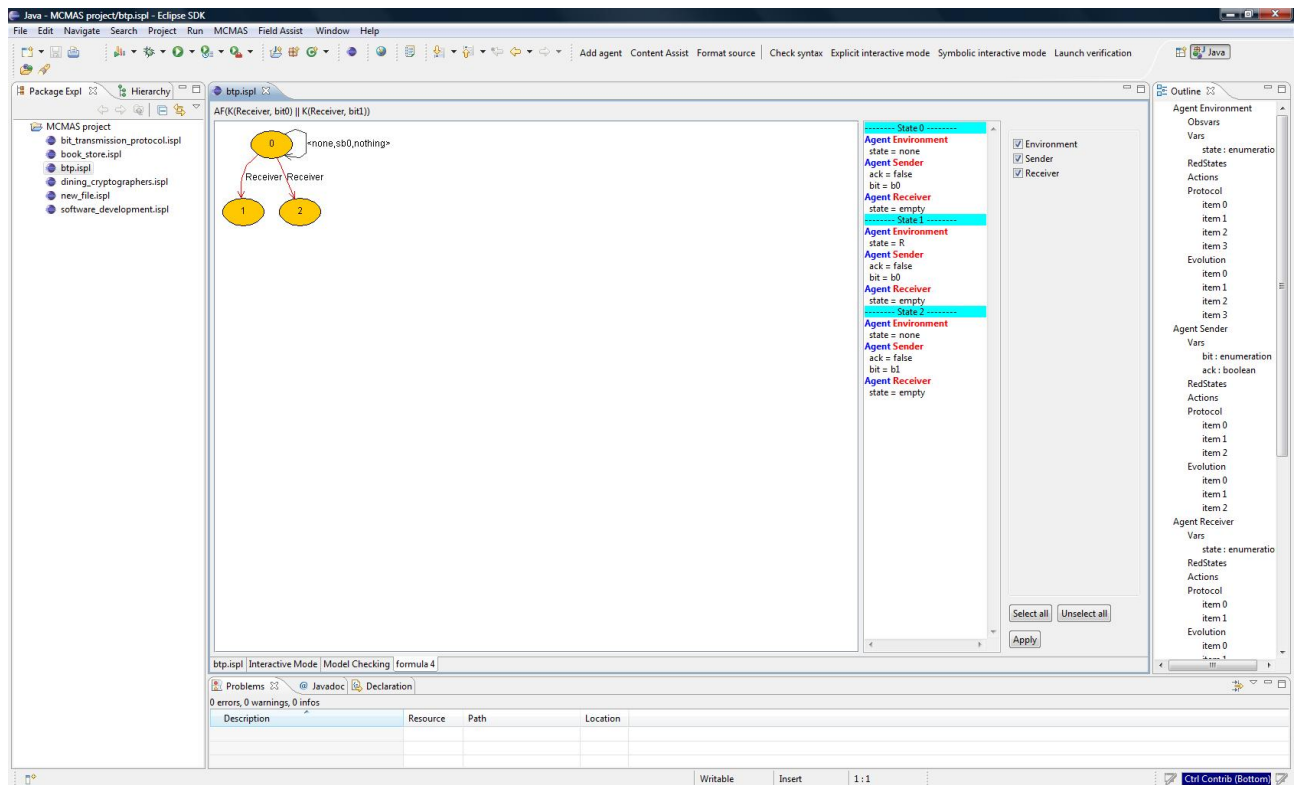 Java - MCMAS project/btp.ispl - Eclipse SDK
File Edit Navigate Search Project Run MCMAS Field Assist Window Help
Add agent Content Assist Format source Check syntax Explicit interactive mode Symbolic interactive mode Launch verification Java
Package Expl Hierarchy
MCMAS project
bit_transmission_protocol.ispl
book_store.ispl
btp.ispl
dining_cryptographers.ispl
new_file.ispl
software_development.ispl
btp.ispl
AF(K(Receiver, bit0) || K(Receiver, bit1))
0
<none,sb0,nothing>
Receiver Receiver
1 2
-------- State 0 --------
Agent Environment
state = none
Agent Sender
ack = false
bit = b0
Agent Receiver
state = empty
-------- State 1 --------
Agent Environment
state = R
Agent Sender
ack = false
bit = b0
Agent Receiver
state = empty
-------- State 2 --------
Agent Environment
state = none
Agent Sender
ack = false
bit = b1
Agent Receiver
state = empty
Environment
Sender
Receiver
Select all Unselect all
Apply
btp.ispl Interactive Mode Model Checking formula 4
Outline
Agent Environment
Obsvars
Vars
state : enumeratio
RedStates
Actions
Protocol
item 0
item 1
item 2
item 3
Evolution
item 0
item 1
item 2
item 3
Agent Sender
Vars
bit : enumeration
ack : boolean
RedStates
Actions
Protocol
item 0
item 1
item 2
Evolution
item 0
item 1
item 2
Agent Receiver
Vars
state : enumeratio
RedStates
Actions
Protocol
item 0
item 1
Evolution
item 0
item 1
Problems @ Javadoc Declaration
0 errors, 0 warnings, 0 infos
Description Resource Path Location
Writable Insert 1 : 1 Ctrl Contrib (Bottom)